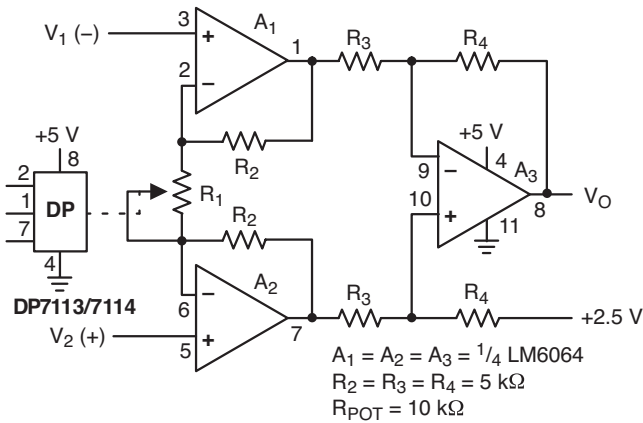 V1 (–)
3
+
A1
1
R3
R4
2
–
+5 V
8
R2
+5 V
4
A3
2
1
7
DP
R1
9
–
10
+
8
VO
11
4
R2
DP7113/7114
6
–
A2
7
R3
R4
+2.5 V
V2 (+)
5
+
A1 = A2 = A3 = 1/4 LM6064
R2 = R3 = R4 = 5 kΩ
RPOT = 10 kΩ